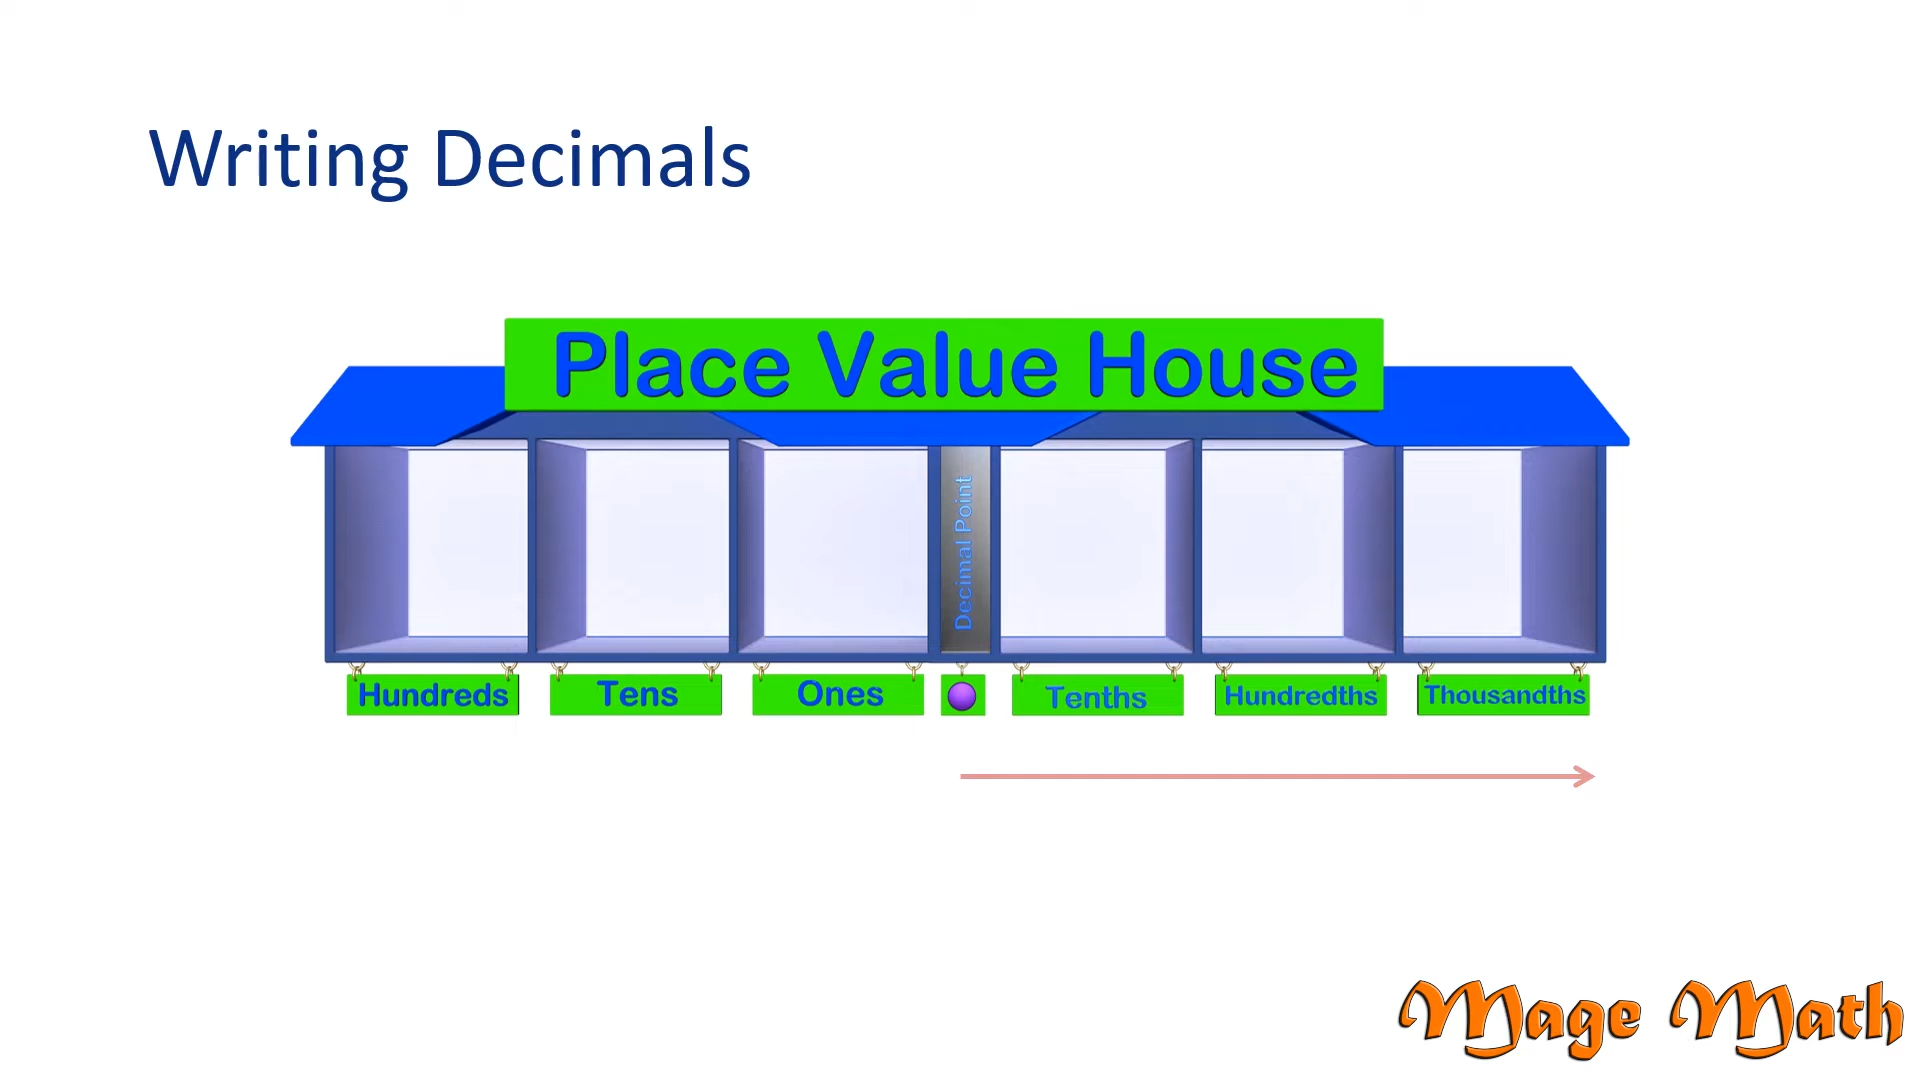 Writing Decimals
Place Value House
Decimal Point
Hundreds Tens Ones Tenths Hundredths Thousandths
Mage Math